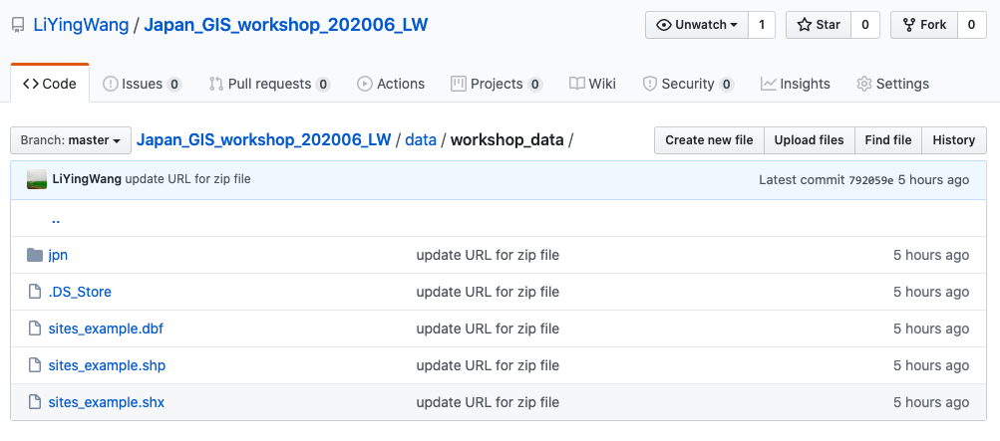 LiYingWang / Japan_GIS_workshop_202006_LW Unwatch 1 Star 0 Fork 0
Code Issues 0 Pull requests 0 Actions Projects 0 Wiki Security 0 Insights Settings
Branch: master Japan_GIS_workshop_202006_LW / data / workshop_data / Create new file Upload files Find file History
LiYingWang update URL for zip file Latest commit 792059e 5 hours ago
..
jpn update URL for zip file 5 hours ago
.DS_Store update URL for zip file 5 hours ago
sites_example.dbf update URL for zip file 5 hours ago
sites_example.shp update URL for zip file 5 hours ago
sites_example.shx update URL for zip file 5 hours ago